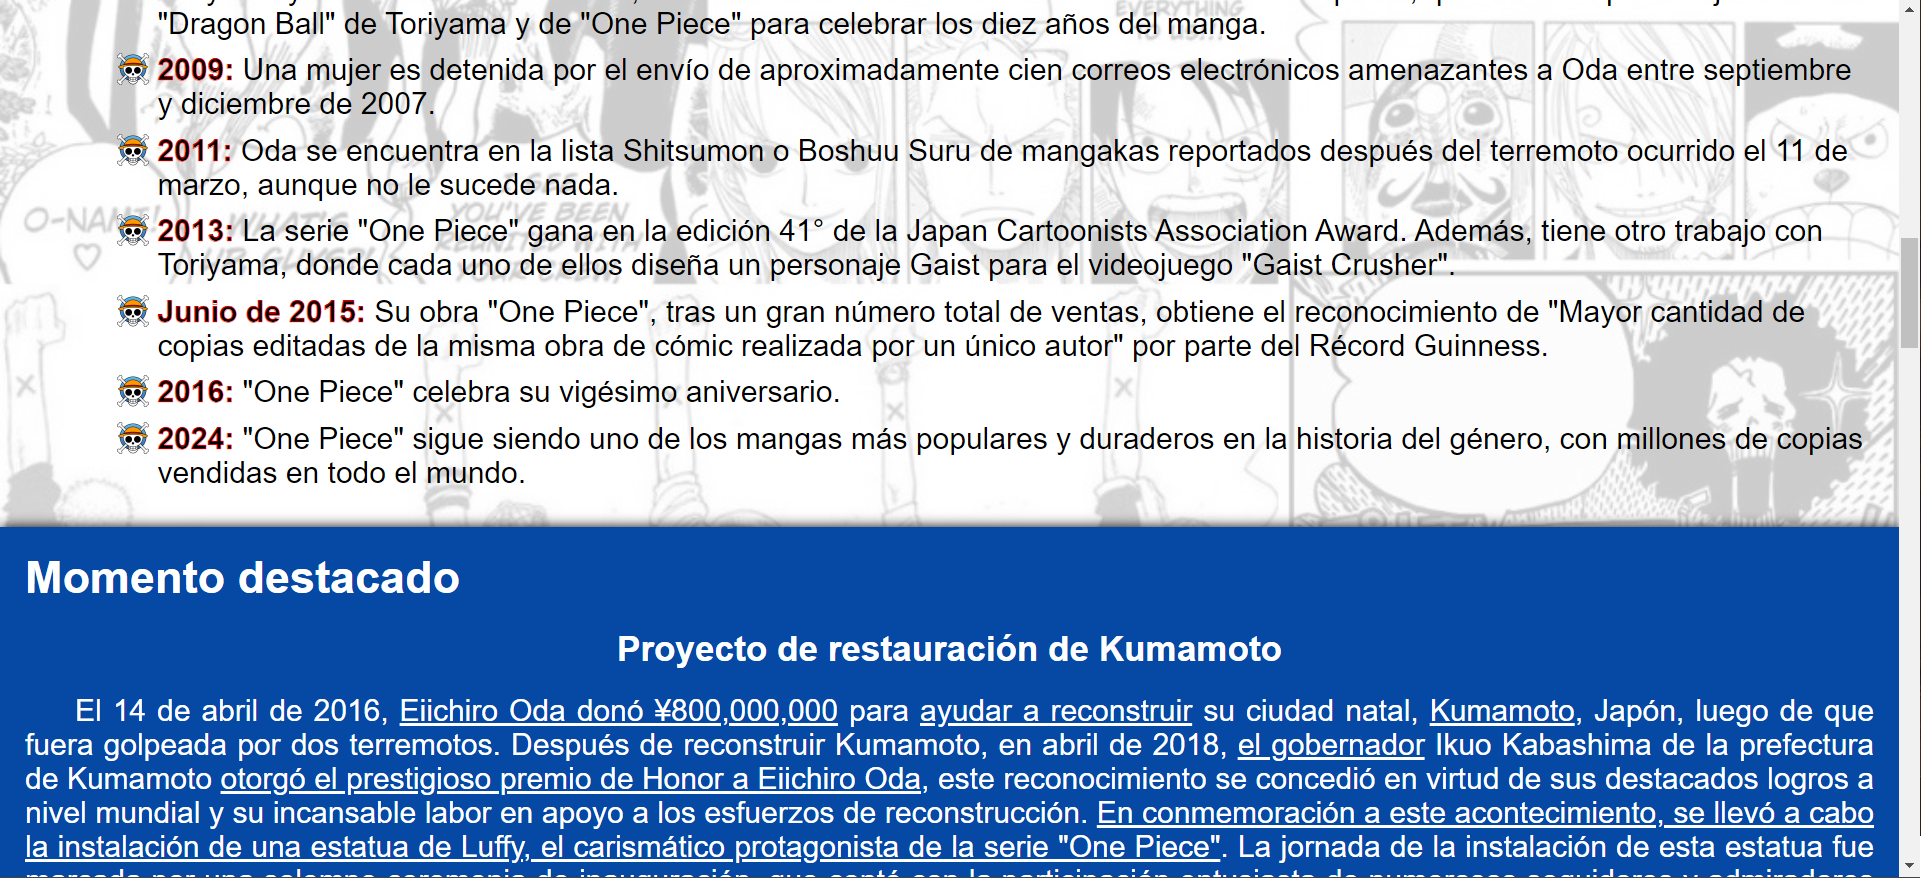 "Dragon Ball" de Toriyama y de "One Piece" para celebrar los diez años del manga.
2009: Una mujer es detenida por el envío de aproximadamente cien correos electrónicos amenazantes a Oda entre septiembre
y diciembre de 2007.
2011: Oda se encuentra en la lista Shitsumon o Boshuu Suru de mangakas reportados después del terremoto ocurrido el 11 de
marzo, aunque no le sucede nada.
2013: La serie "One Piece" gana en la edición 41° de la Japan Cartoonists Association Award. Además, tiene otro trabajo con
Toriyama, donde cada uno de ellos diseña un personaje Gaist para el videojuego "Gaist Crusher".
Junio de 2015: Su obra "One Piece", tras un gran número total de ventas, obtiene el reconocimiento de "Mayor cantidad de
copias editadas de la misma obra de cómic realizada por un único autor" por parte del Récord Guinness.
2016: "One Piece" celebra su vigésimo aniversario.
2024: "One Piece" sigue siendo uno de los mangas más populares y duraderos en la historia del género, con millones de copias
vendidas en todo el mundo.
Momento destacado
Proyecto de restauración de Kumamoto
El 14 de abril de 2016, Eiichiro Oda donó ¥800,000,000 para ayudar a reconstruir su ciudad natal, Kumamoto, Japón, luego de que
fuera golpeada por dos terremotos. Después de reconstruir Kumamoto, en abril de 2018, el gobernador Ikuo Kabashima de la prefectura
de Kumamoto otorgó el prestigioso premio de Honor a Eiichiro Oda, este reconocimiento se concedió en virtud de sus destacados logros a
nivel mundial y su incansable labor en apoyo a los esfuerzos de reconstrucción. En conmemoración a este acontecimiento, se llevó a cabo
la instalación de una estatua de Luffy, el carismático protagonista de la serie "One Piece". La jornada de la instalación de esta estatua fue